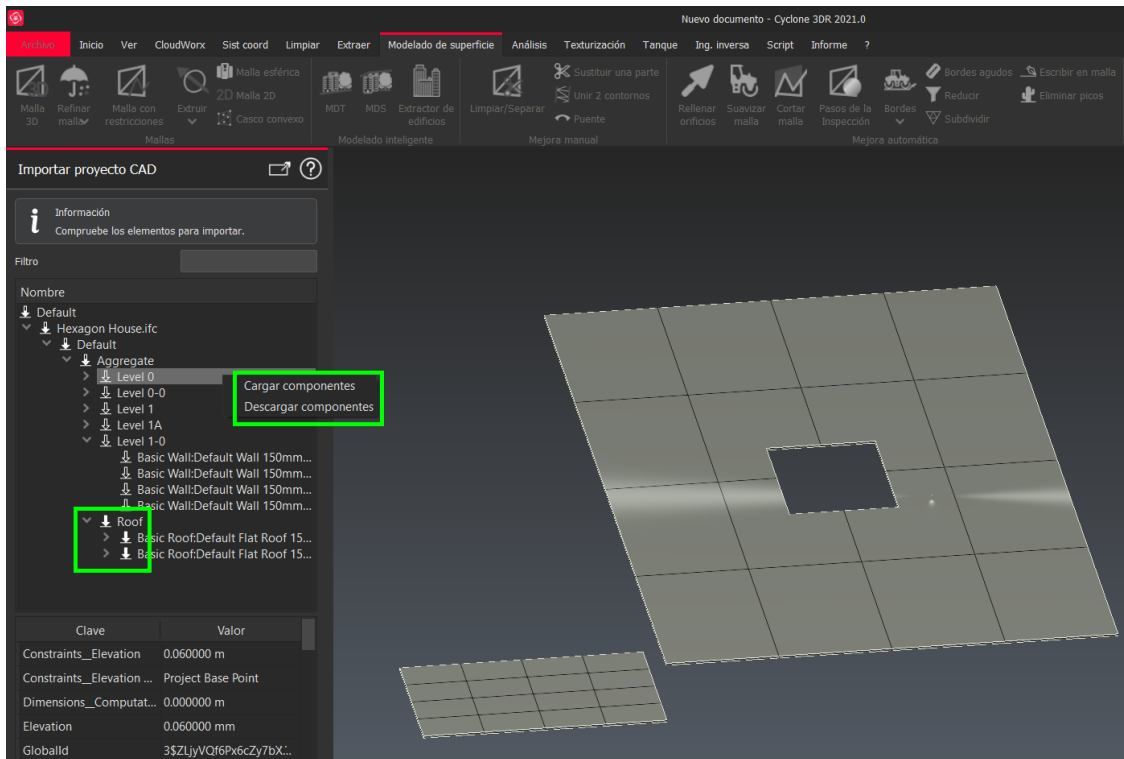 Nuevo documento - Cyclone 3DR 2021.0
Archivo Inicio Ver CloudWorx Sist coord Limpiar Extraer Modelado de superficie Análisis Texturización Tanque Ing. inversa Script Informe ?
Malla 3D
Refinar malla
Malla con restricciones
Extruir
Malla esférica
2D Malla 2D
Casco convexo
Mallas
MDT
MDS
Extractor de edificios
Modelado inteligente
Limpiar/Separar
Sustituir una parte
Unir 2 contornos
Puente
Mejora manual
Rellenar orificios
Suavizar malla
Cortar malla
Pasos de la Inspección
Bordes
Bordes agudos
Reducir
Subdividir
Escribir en malla
Eliminar picos
Mejora automática
Importar proyecto CAD
Información
Compruebe los elementos para importar.
Filtro
Nombre
Default
Hexagon House.ifc
Default
Aggregate
Level 0
Level 0-0
Level 1
Level 1A
Level 1-0
Basic Wall:Default Wall 150mm...
Basic Wall:Default Wall 150mm...
Basic Wall:Default Wall 150mm...
Basic Wall:Default Wall 150mm...
Roof
Basic Roof:Default Flat Roof 15...
Basic Roof:Default Flat Roof 15...
Cargar componentes
Descargar componentes
Clave Valor
Constraints__Elevation 0.060000 m
Constraints__Elevation ... Project Base Point
Dimensions__Computat... 0.000000 m
Elevation 0.060000 mm
GlobalId 3$ZLjyVQf6Px6cZy7bX...